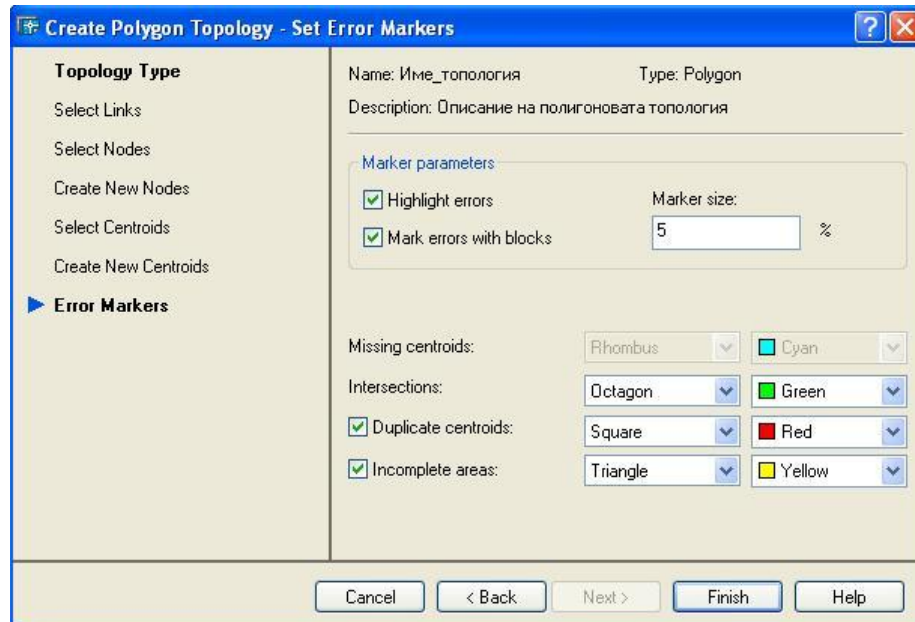 Create Polygon Topology - Set Error Markers
Topology Type
Select Links
Select Nodes
Create New Nodes
Select Centroids
Create New Centroids
Error Markers
Name: Име_топология Type: Polygon
Description: Описание на полигоновата топология
Marker parameters
Highlight errors
Mark errors with blocks
Marker size:
5 %
Missing centroids: Rhombus Cyan
Intersections: Octagon Green
Duplicate centroids: Square Red
Incomplete areas: Triangle Yellow
Cancel < Back Next > Finish Help